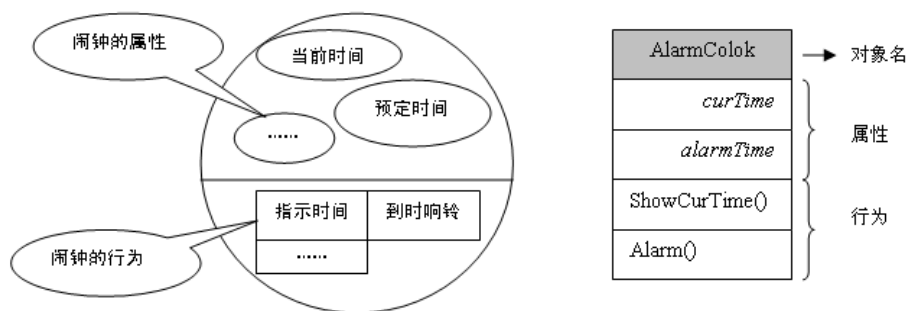 闹钟的属性
当前时间
预定时间
······
指示时间
到时响铃
······
闹钟的行为
AlarmColok
对象名
curTime
alarmTime
属性
ShowCurTime()
Alarm()
行为